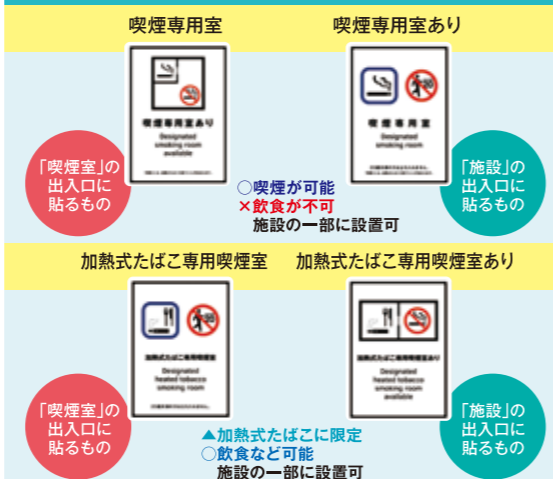 喫煙専用室
喫煙専用室あり
喫煙専用室あり
Designated
smoking room
available
喫煙専用室
Designated
smoking room
「喫煙室」の
出入口に
貼るもの
○喫煙が可能
×飲食が不可
施設の一部に設置可
「施設」の
出入口に
貼るもの
加熱式たばこ専用喫煙室
加熱式たばこ専用喫煙室あり
加熱式たばこ専用喫煙室
Designated
heated tobacco
smoking room
加熱式たばこ専用喫煙室あり
Designated
heated tobacco
smoking room
available
「喫煙室」の
出入口に
貼るもの
▲加熱式たばこに限定
○飲食など可能
施設の一部に設置可
「施設」の
出入口に
貼るもの